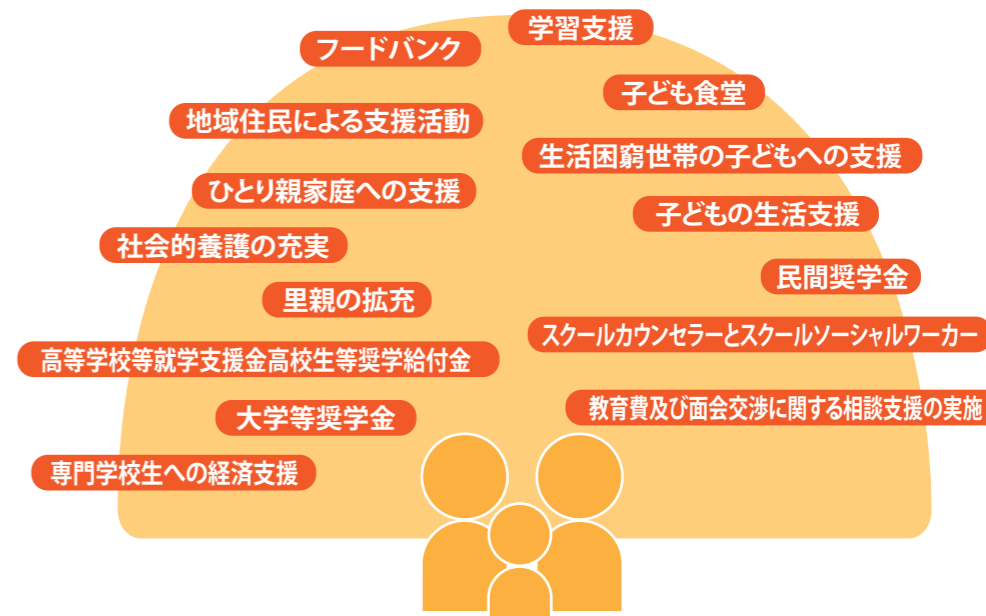 学習支援
フードバンク
子ども食堂
地域住民による支援活動
生活困窮世帯の子どもへの支援
ひとり親家庭への支援
子どもの生活支援
社会的養護の充実
民間奨学金
里親の拡充
スクールカウンセラーとスクールソーシャルワーカー
高等学校等就学支援金高校生等奨学給付金
教育費及び面会交渉に関する相談支援の実施
大学等奨学金
専門学校生への経済支援